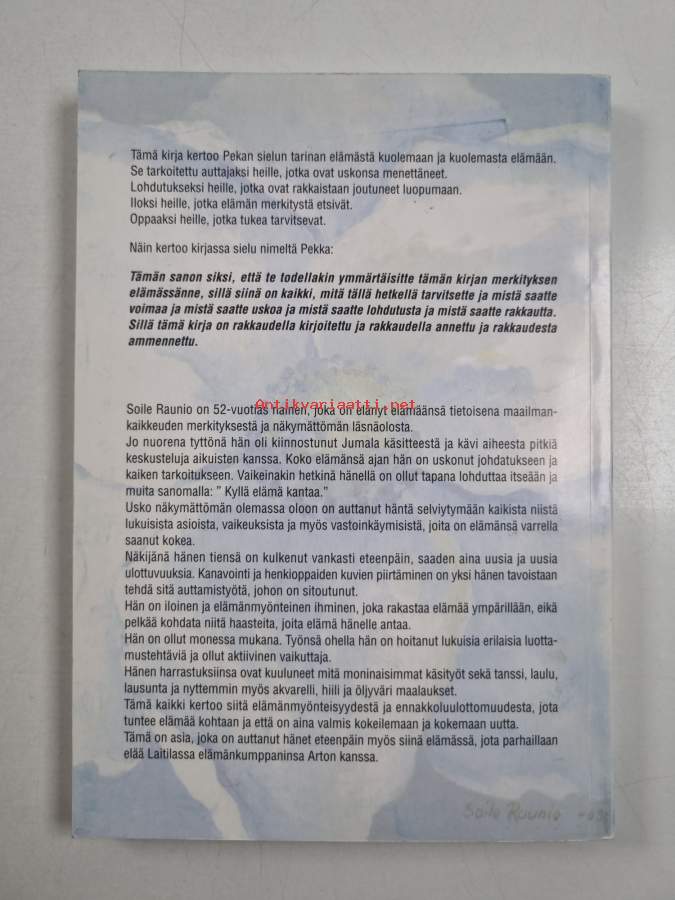 Tämä kirja kertoo Pekan sielun tarinan elämästä kuolemaan ja kuolemasta elämään.
Se tarkoitettu auttajaksi heille, jotka ovat uskonsa menettäneet.
Lohdutukseksi heille, jotka ovat rakkaistaan joutuneet luopumaan.
Iloksi heille, jotka elämän merkitystä etsivät.
Oppaaksi heille, jotka tukea tarvitsevat.
Näin kertoo kirjassa sielu nimeltä Pekka:
Tämän sanon siksi, että te todellakin ymmärtäisitte tämän kirjan merkityksen
elämässänne, sillä siinä on kaikki, mitä tällä hetkellä tarvitsette ja mistä saatte
voimaa ja mistä saatte uskoa ja mistä saatte lohdutusta ja mistä saatte rakkautta.
Sillä tämä kirja on rakkaudella kirjoitettu ja rakkaudella annettu ja rakkaudesta
ammennettu.
Antikvariaatti.net
Soile Raunio on 52-vuotias nainen, joka on elänyt elämäänsä tietoisena maailman-
kaikkeuden merkityksestä ja näkymättömän läsnäolosta.
Jo nuorena tyttönä hän oli kiinnostunut Jumala käsitteestä ja kävi aiheesta pitkiä
keskusteluja aikuisten kanssa. Koko elämänsä ajan hän on uskonut johdatukseen ja
kaiken tarkoitukseen. Vaikeinakin hetkinä hänellä on ollut tapana lohduttaa itseään ja
muita sanomalla: " Kyllä elämä kantaa."
Usko näkymättömän olemassa oloon on auttanut häntä selviytymään kaikista niistä
lukuisista asioista, vaikeuksista ja myös vastoinkäymisistä, joita on elämänsä varrella
saanut kokea.
Näkijänä hänen tiensä on kulkenut vankasti eteenpäin, saaden aina uusia ja uusia
ulottuvuuksia. Kanavointi ja henkioppaiden kuvien piirtäminen on yksi hänen tavoistaan
tehdä sitä auttamistyötä, johon on sitoutunut.
Hän on iloinen ja elämänmyönteinen ihminen, joka rakastaa elämää ympärillään, eikä
pelkää kohdata niitä haasteita, joita elämä hänelle antaa.
Hän on ollut monessa mukana. Työnsä ohella hän on hoitanut lukuisia erilaisia luotta-
mustehtäviä ja ollut aktiivinen vaikuttaja.
Hänen harrastuksiinsa ovat kuuluneet mitä moninaisimmat käsityöt sekä tanssi, laulu,
lausunta ja nyttemmin myös akvarelli, hiili ja öljyväri maalaukset.
Tämä kaikki kertoo siitä elämänmyönteisyydestä ja ennakkoluulottomuudesta, jota
tuntee elämää kohtaan ja että on aina valmis kokeilemaan ja kokemaan uutta.
Tämä on asia, joka on auttanut hänet eteenpäin myös siinä elämässä, jota parhaillaan
elää Laitilassa elämänkumppaninsa Arton kanssa.
Soile Raunio